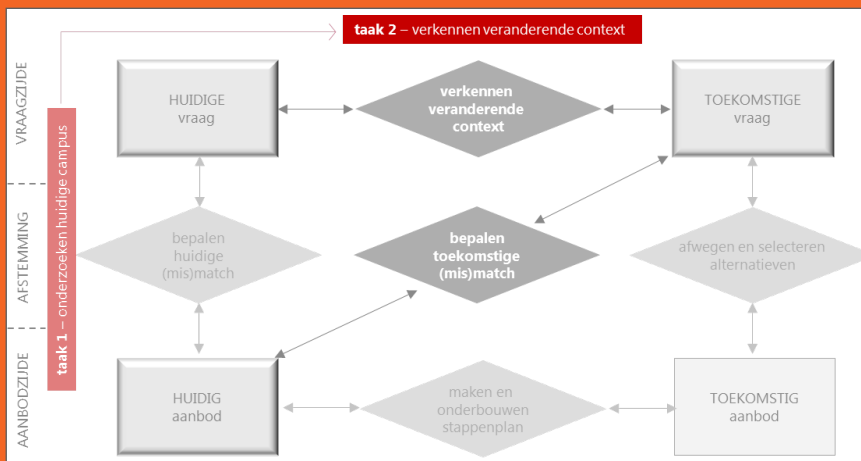 taak 2 – verkennen veranderende context
VRAAGZIJDE
HUIDIGE
vraag
verkennen
veranderende
context
TOEKOMSTIGE
vraag
taak 1 – onderzoeken huidige campus
AFSTEMMING
bepalen
huidige
(mis)match
bepalen
toekomstige
(mis)match
afwegen en selecteren
alternatieven
AANBODZIJDE
HUIDIG
aanbod
maken en
onderbouwen
stappenplan
TOEKOMSTIG
aanbod